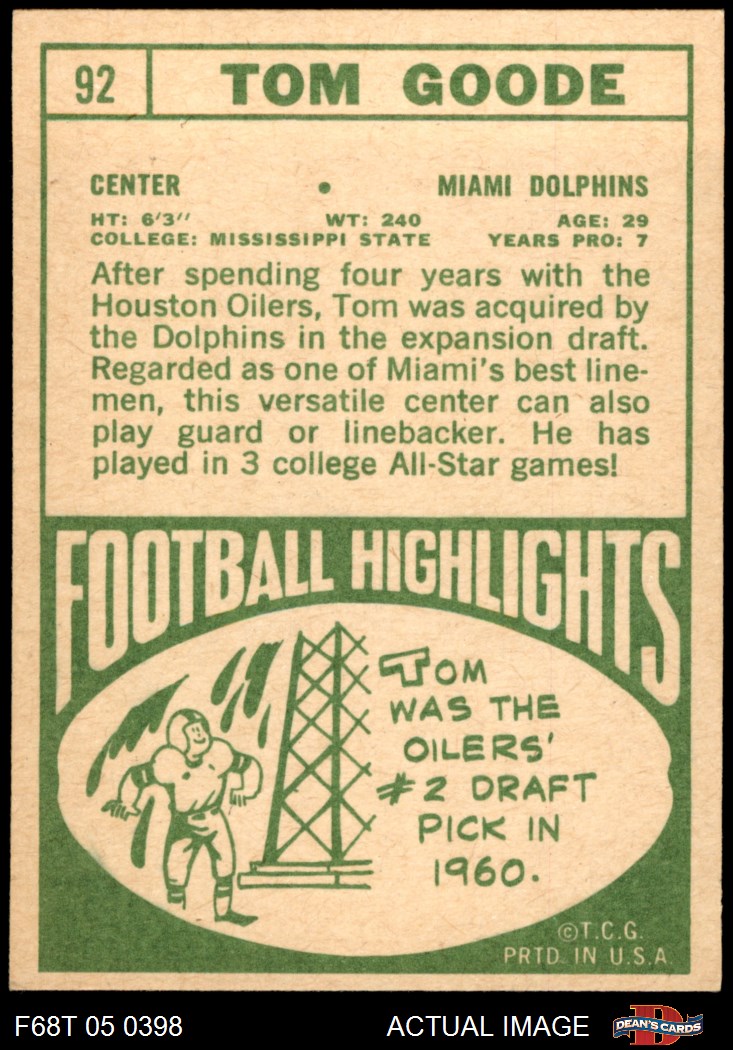 92 TOM GOODE
CENTER • MIAMI DOLPHINS
HT: 6'3" WT: 240 AGE: 29
COLLEGE: MISSISSIPPI STATE YEARS PRO: 7
After spending four years with the
Houston Oilers, Tom was acquired by
the Dolphins in the expansion draft.
Regarded as one of Miami's best line-
men, this versatile center can also
play guard or linebacker. He has
played in 3 college All-Star games!
FOOTBALL HIGHLIGHTS
TOM
WAS THE
OILERS'
#2 DRAFT
PICK IN
1960.
©T.C.G.
PRTD. IN U.S.A.
F68T 05 0398 ACTUAL IMAGE D DEAN'S CARDS